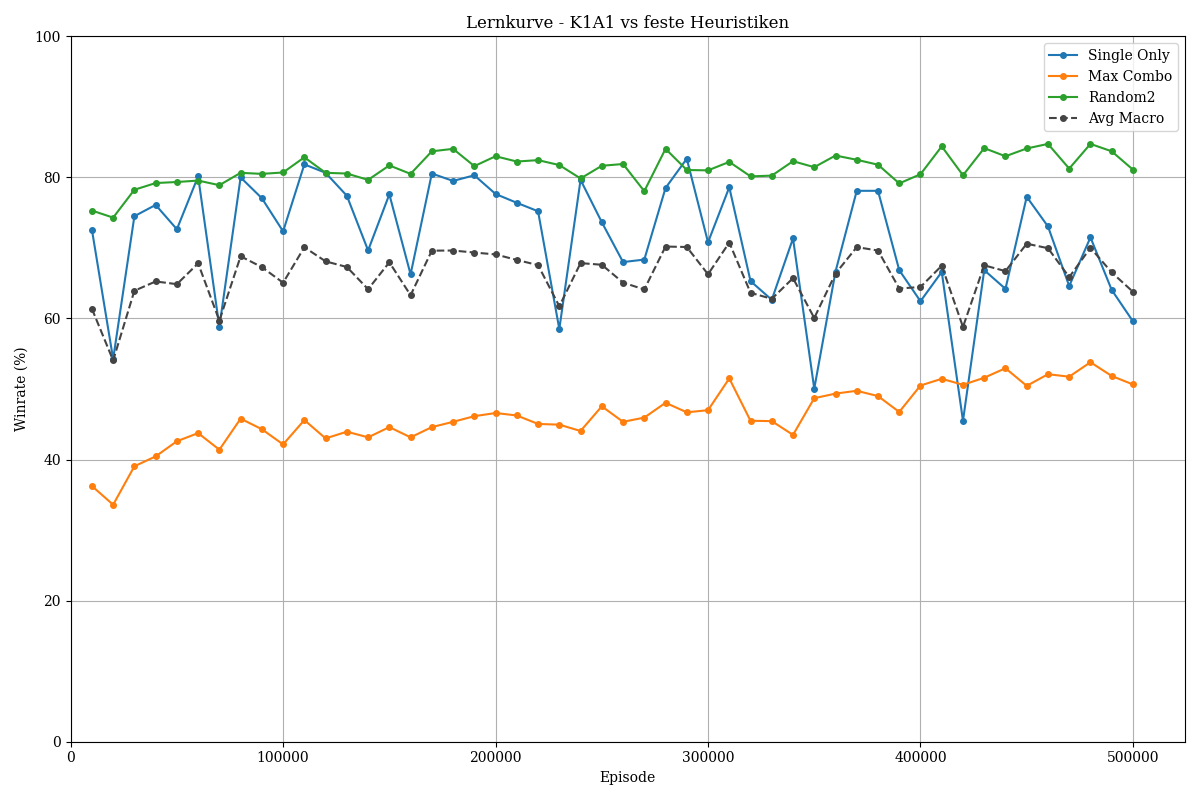 Lernkurve - K1A1 vs feste Heuristiken
Single Only
Max Combo
Random2
Avg Macro
Winrate (%)
100
80
60
40
20
0
0 100000 200000 300000 400000 500000
Episode